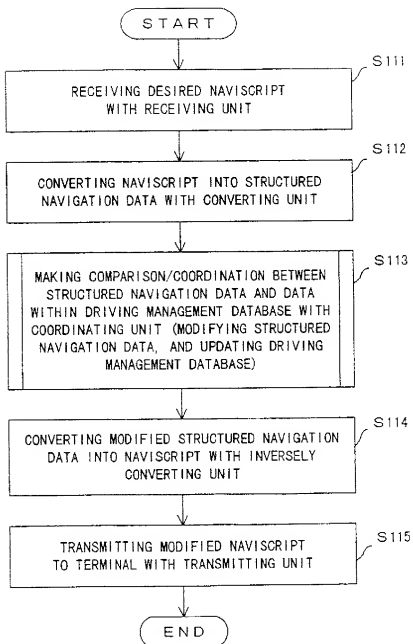 START
S111
RECEIVING DESIRED NAVISCRIPT
WITH RECEIVING UNIT
S112
CONVERTING NAVISCRIPT INTO STRUCTURED
NAVIGATION DATA WITH CONVERTING UNIT
S113
MAKING COMPARISON/COORDINATION BETWEEN
STRUCTURED NAVIGATION DATA AND DATA
WITHIN DRIVING MANAGEMENT DATABASE WITH
COORDINATING UNIT (MODIFYING STRUCTURED
NAVIGATION DATA, AND UPDATING DRIVING
MANAGEMENT DATABASE)
S114
CONVERTING MODIFIED STRUCTURED NAVIGATION
DATA INTO NAVISCRIPT WITH INVERSELY
CONVERTING UNIT
S115
TRANSMITTING MODIFIED NAVISCRIPT
TO TERMINAL WITH TRANSMITTING UNIT
END